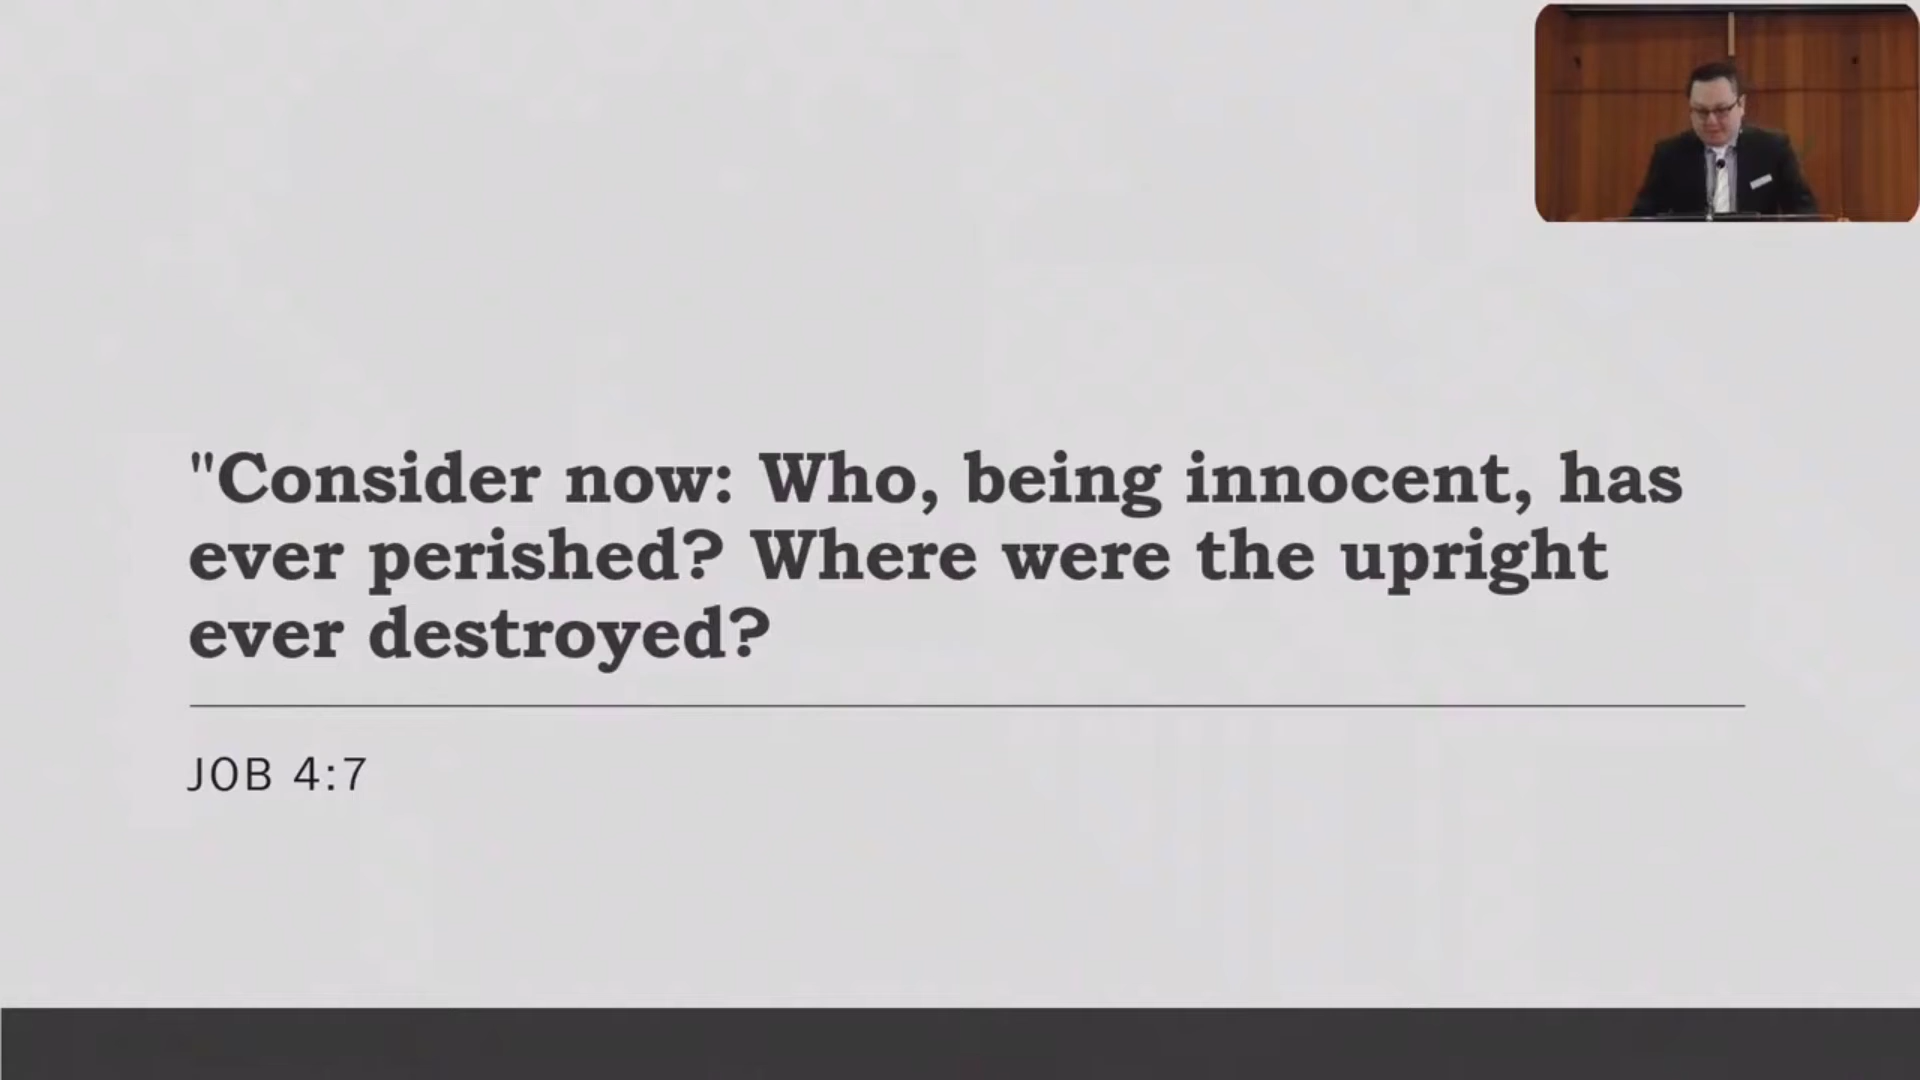 "Consider now: Who, being innocent, has
ever perished? Where were the upright
ever destroyed?
JOB 4:7